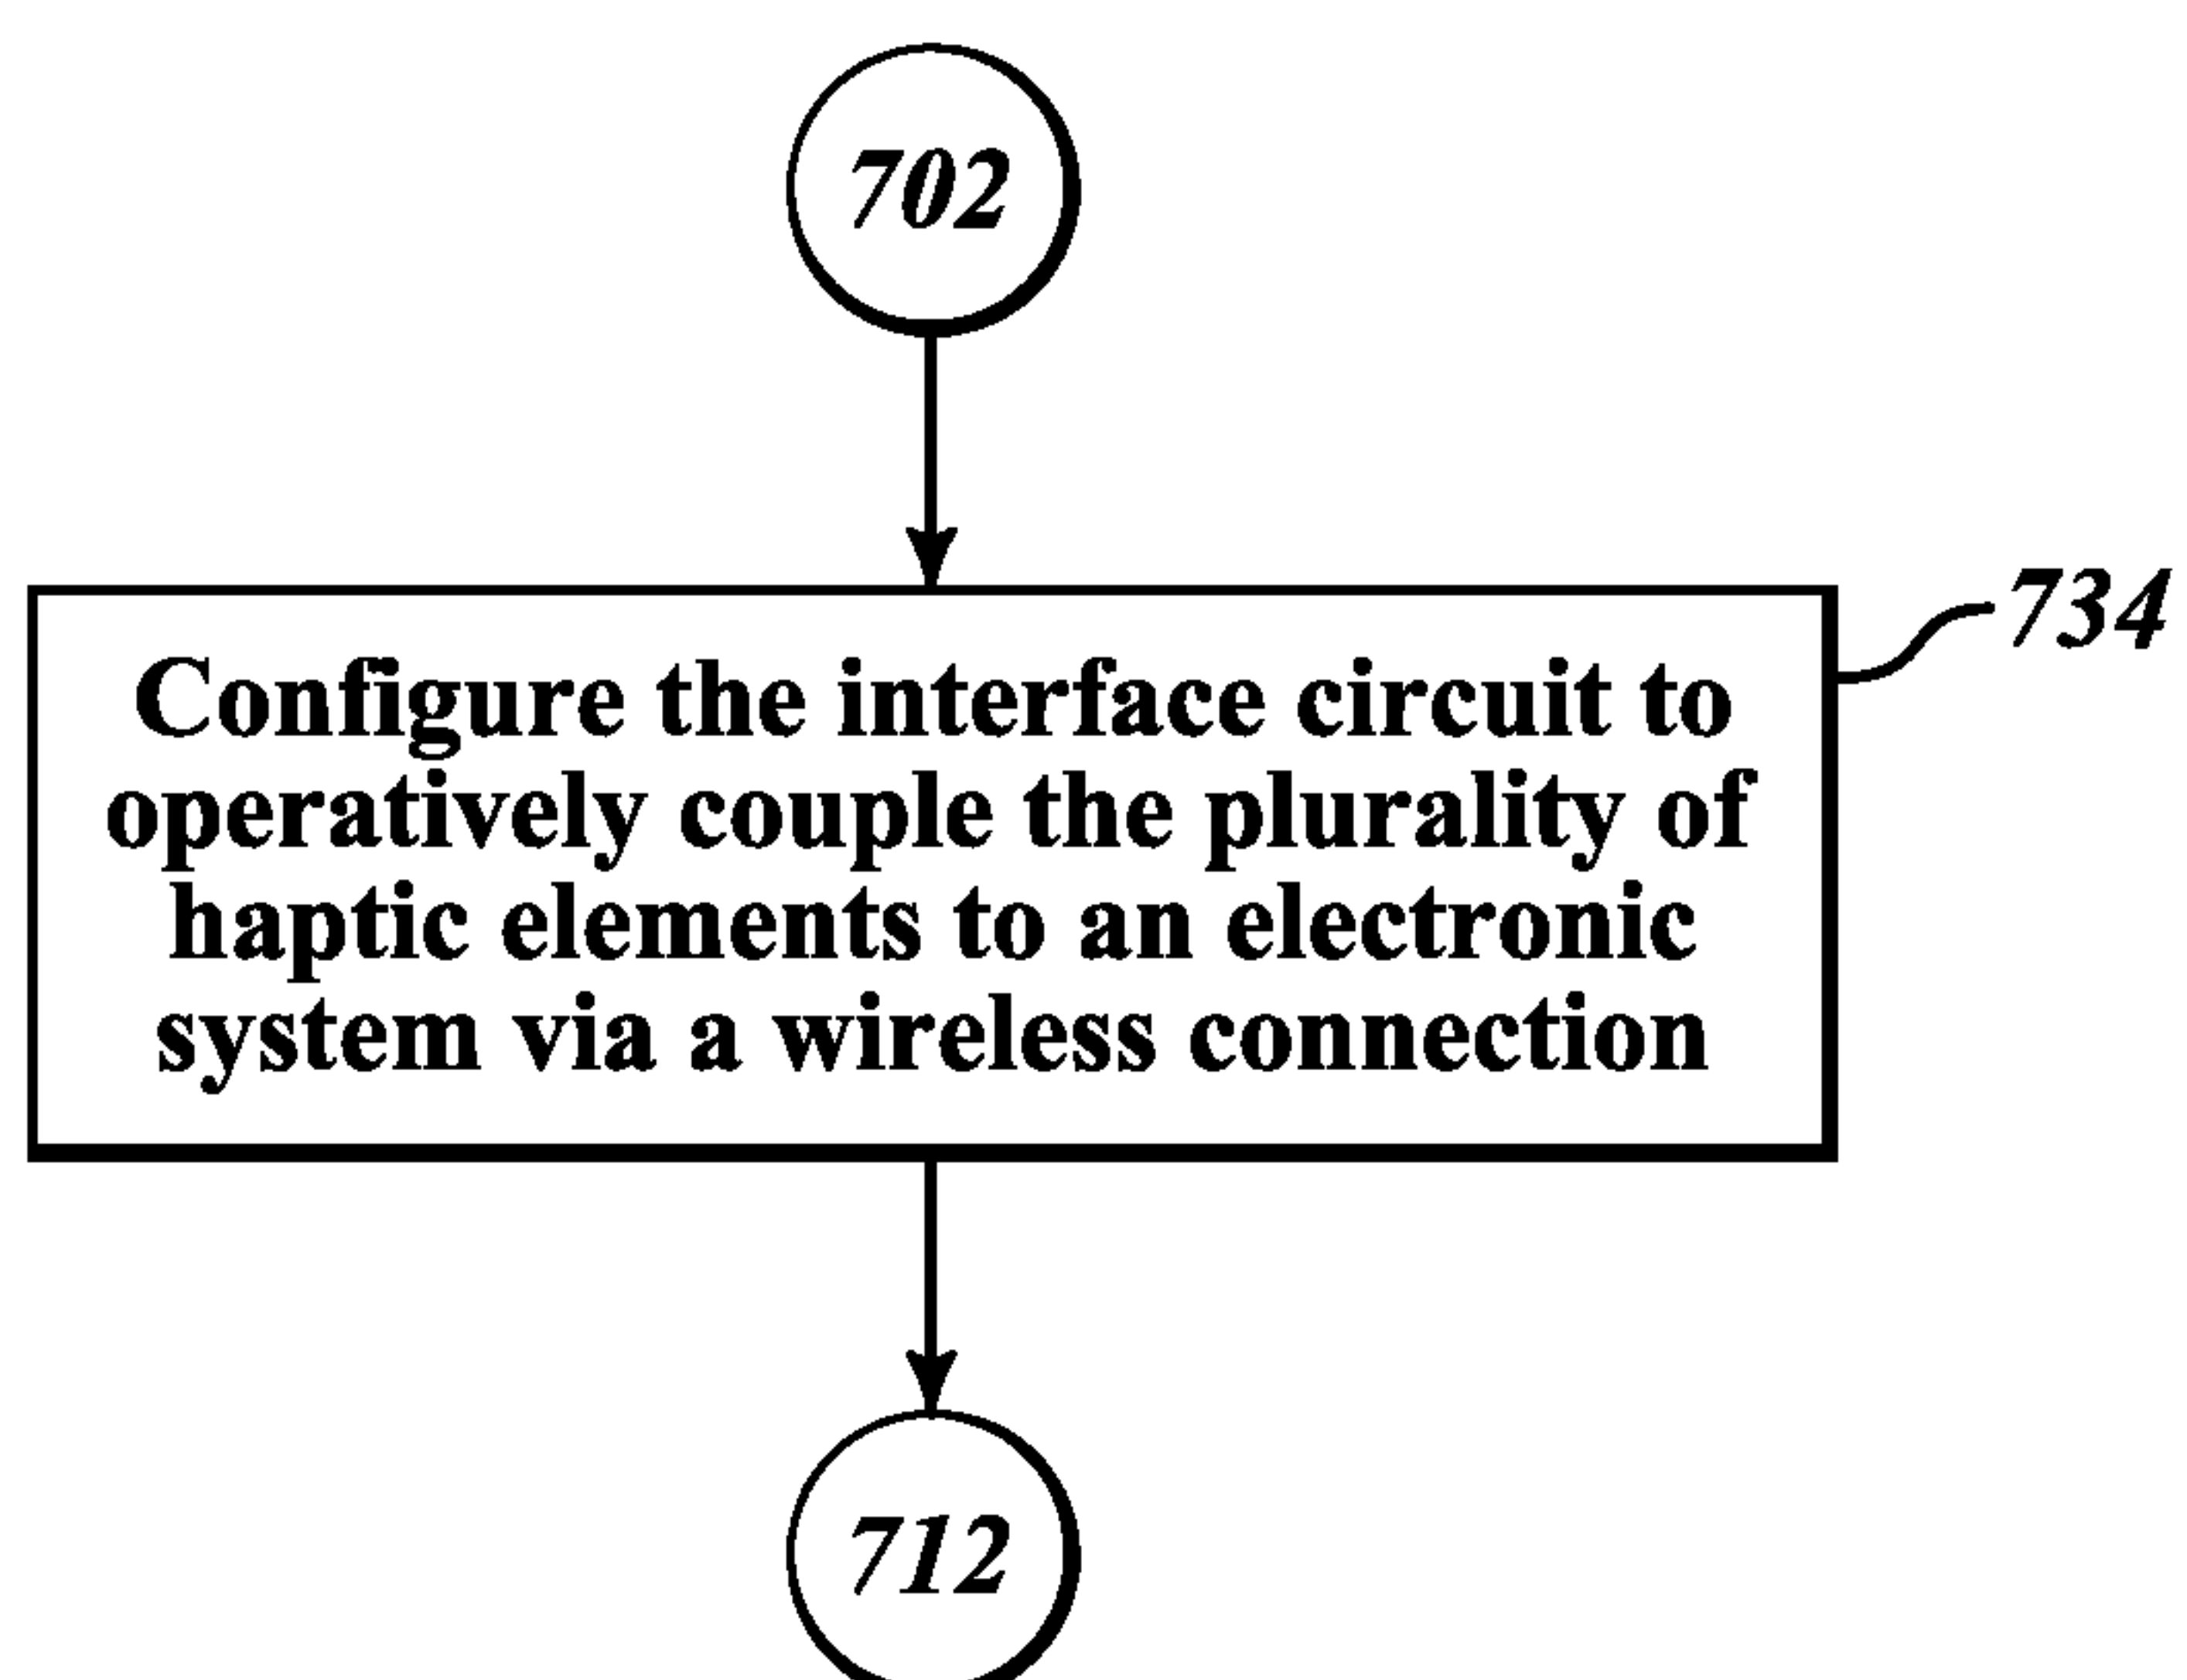 702
734
Configure the interface circuit to
operatively couple the plurality of
haptic elements to an electronic
system via a wireless connection
712